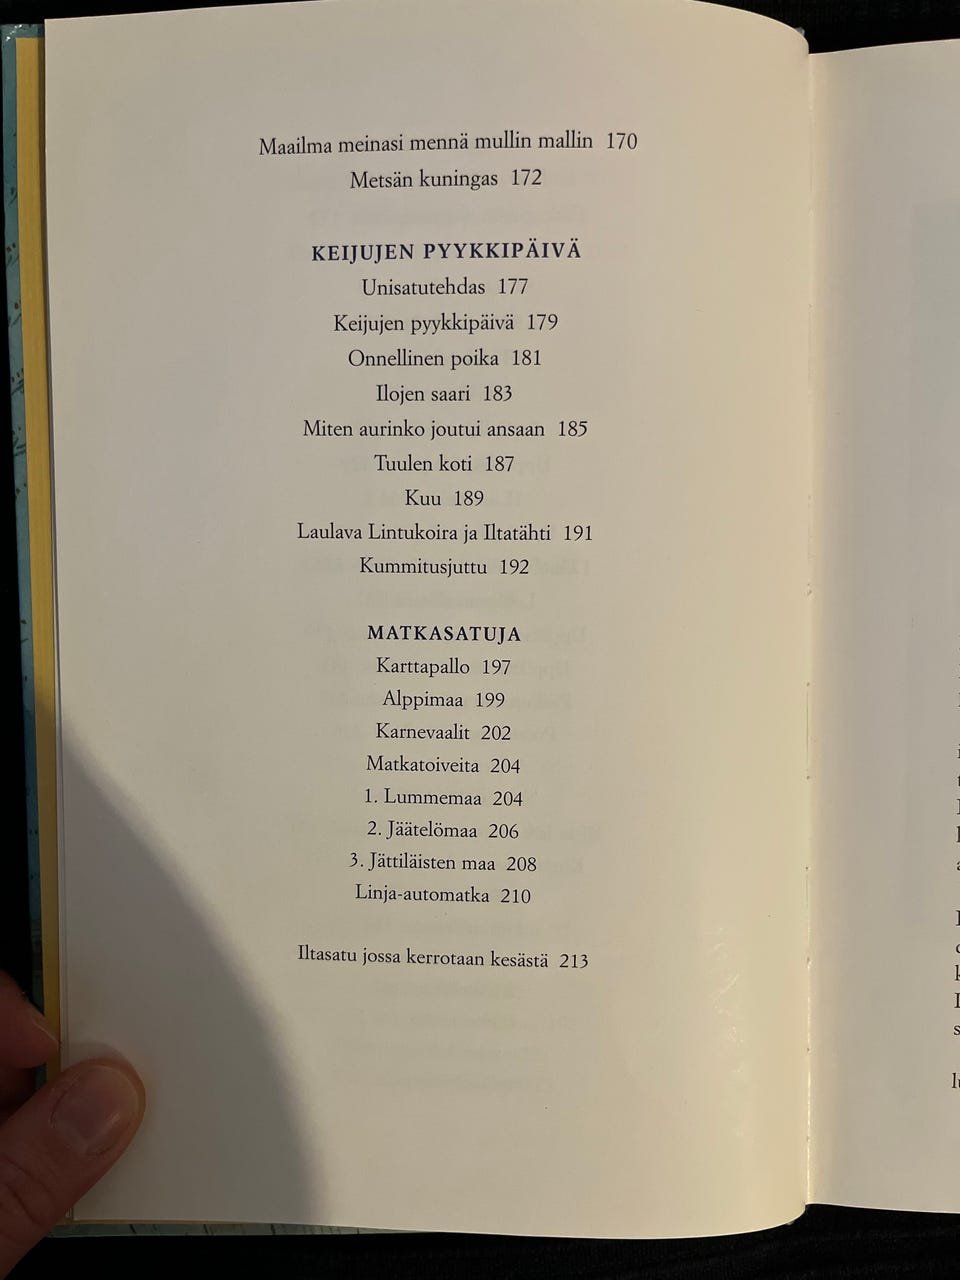 Maailma meinasi mennä mullin mallin 170
Metsän kuningas 172
KEIJUJEN PYYKKIPÄIVÄ
Unisatutehdas 177
Keijujen pyykkipäivä 179
Onnellinen poika 181
Ilojen saari 183
Miten aurinko joutui ansaan 185
Tuulen koti 187
Kuu 189
Laulava Lintukoira ja Iltatähti 191
Kummitusjuttu 192
MATKASATUJA
Karttapallo 197
Alppimaa 199
Karnevaalit 202
Matkatoiveita 204
1. Lummemaa 204
2. Jäätelömaa 206
3. Jättiläisten maa 208
Linja-automatka 210
Iltasatu jossa kerrotaan kesästä 213